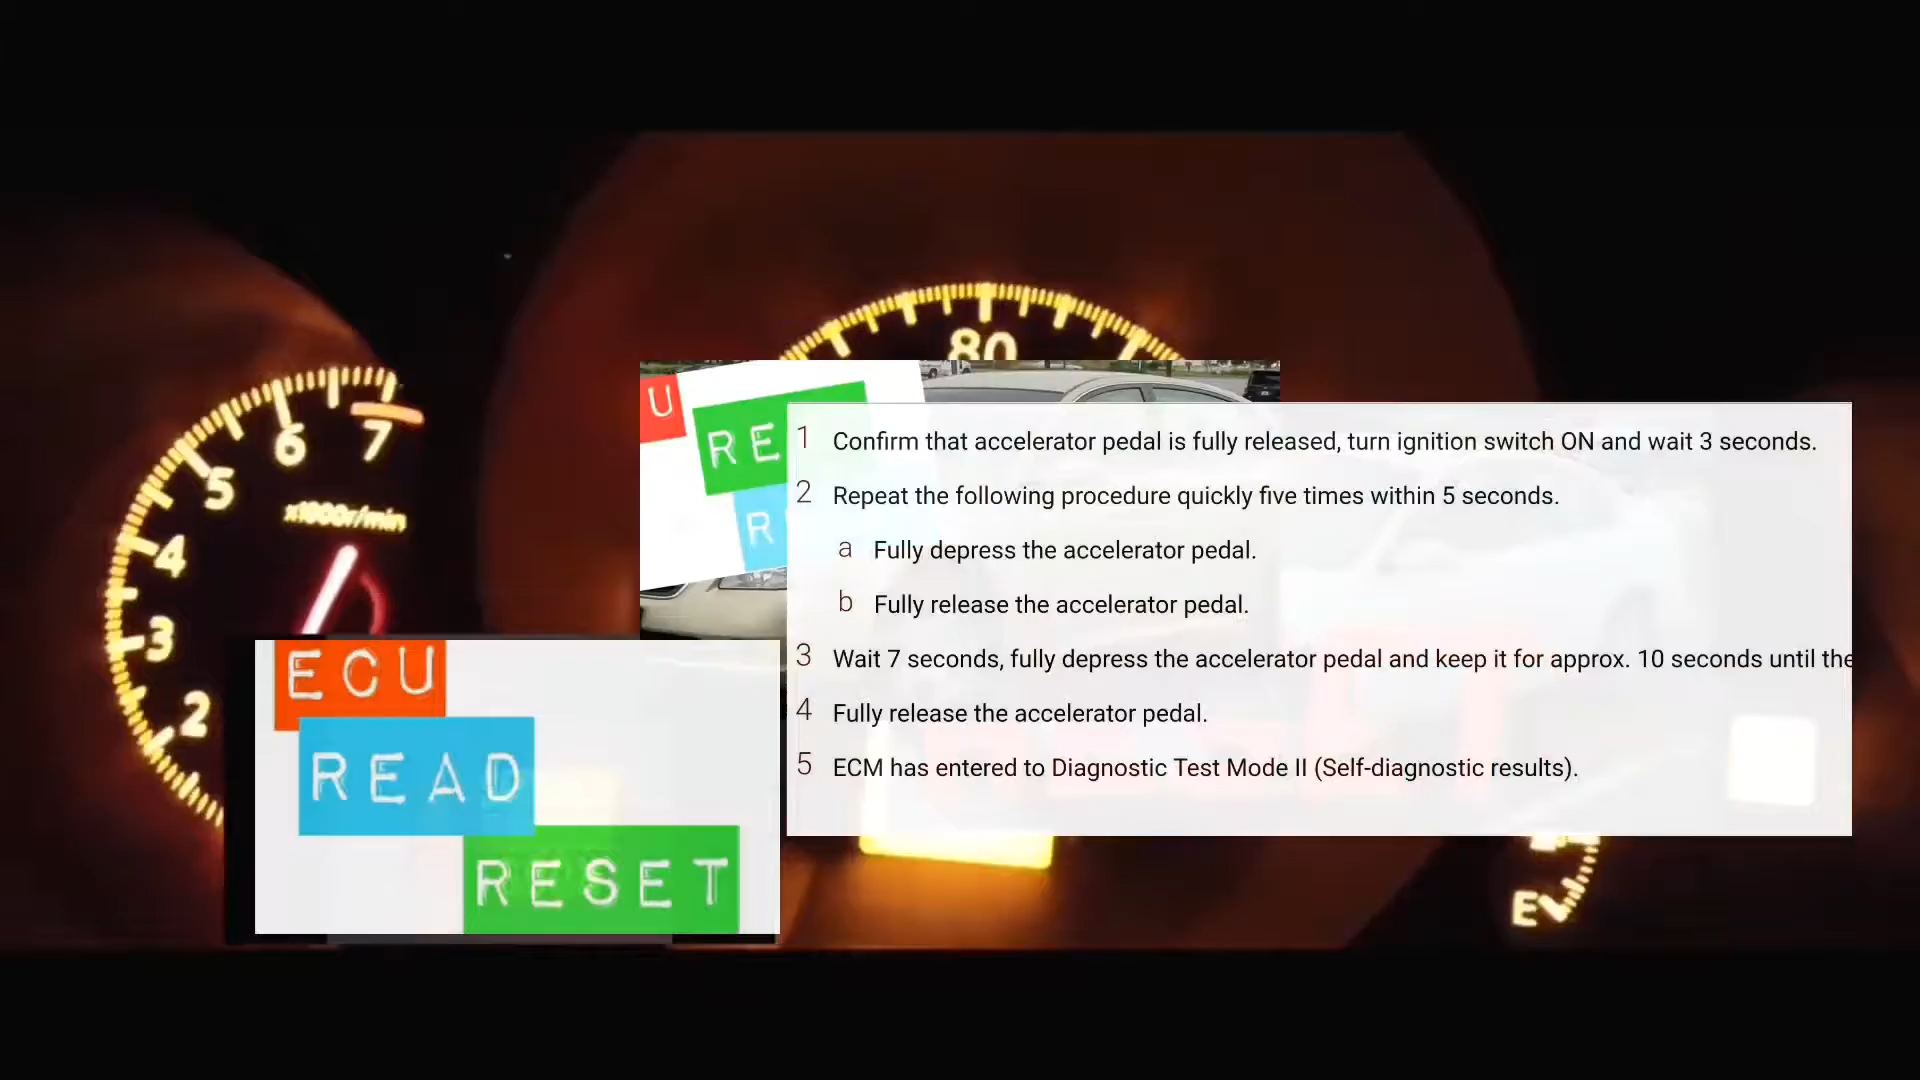 80
7
6
5
4
3
2
x1000r/min
U
RE
R
1 Confirm that accelerator pedal is fully released, turn ignition switch ON and wait 3 seconds.
2 Repeat the following procedure quickly five times within 5 seconds.
a Fully depress the accelerator pedal.
b Fully release the accelerator pedal.
3 Wait 7 seconds, fully depress the accelerator pedal and keep it for approx. 10 seconds until the
4 Fully release the accelerator pedal.
5 ECM has entered to Diagnostic Test Mode II (Self-diagnostic results).
ECU
READ
RESET
E